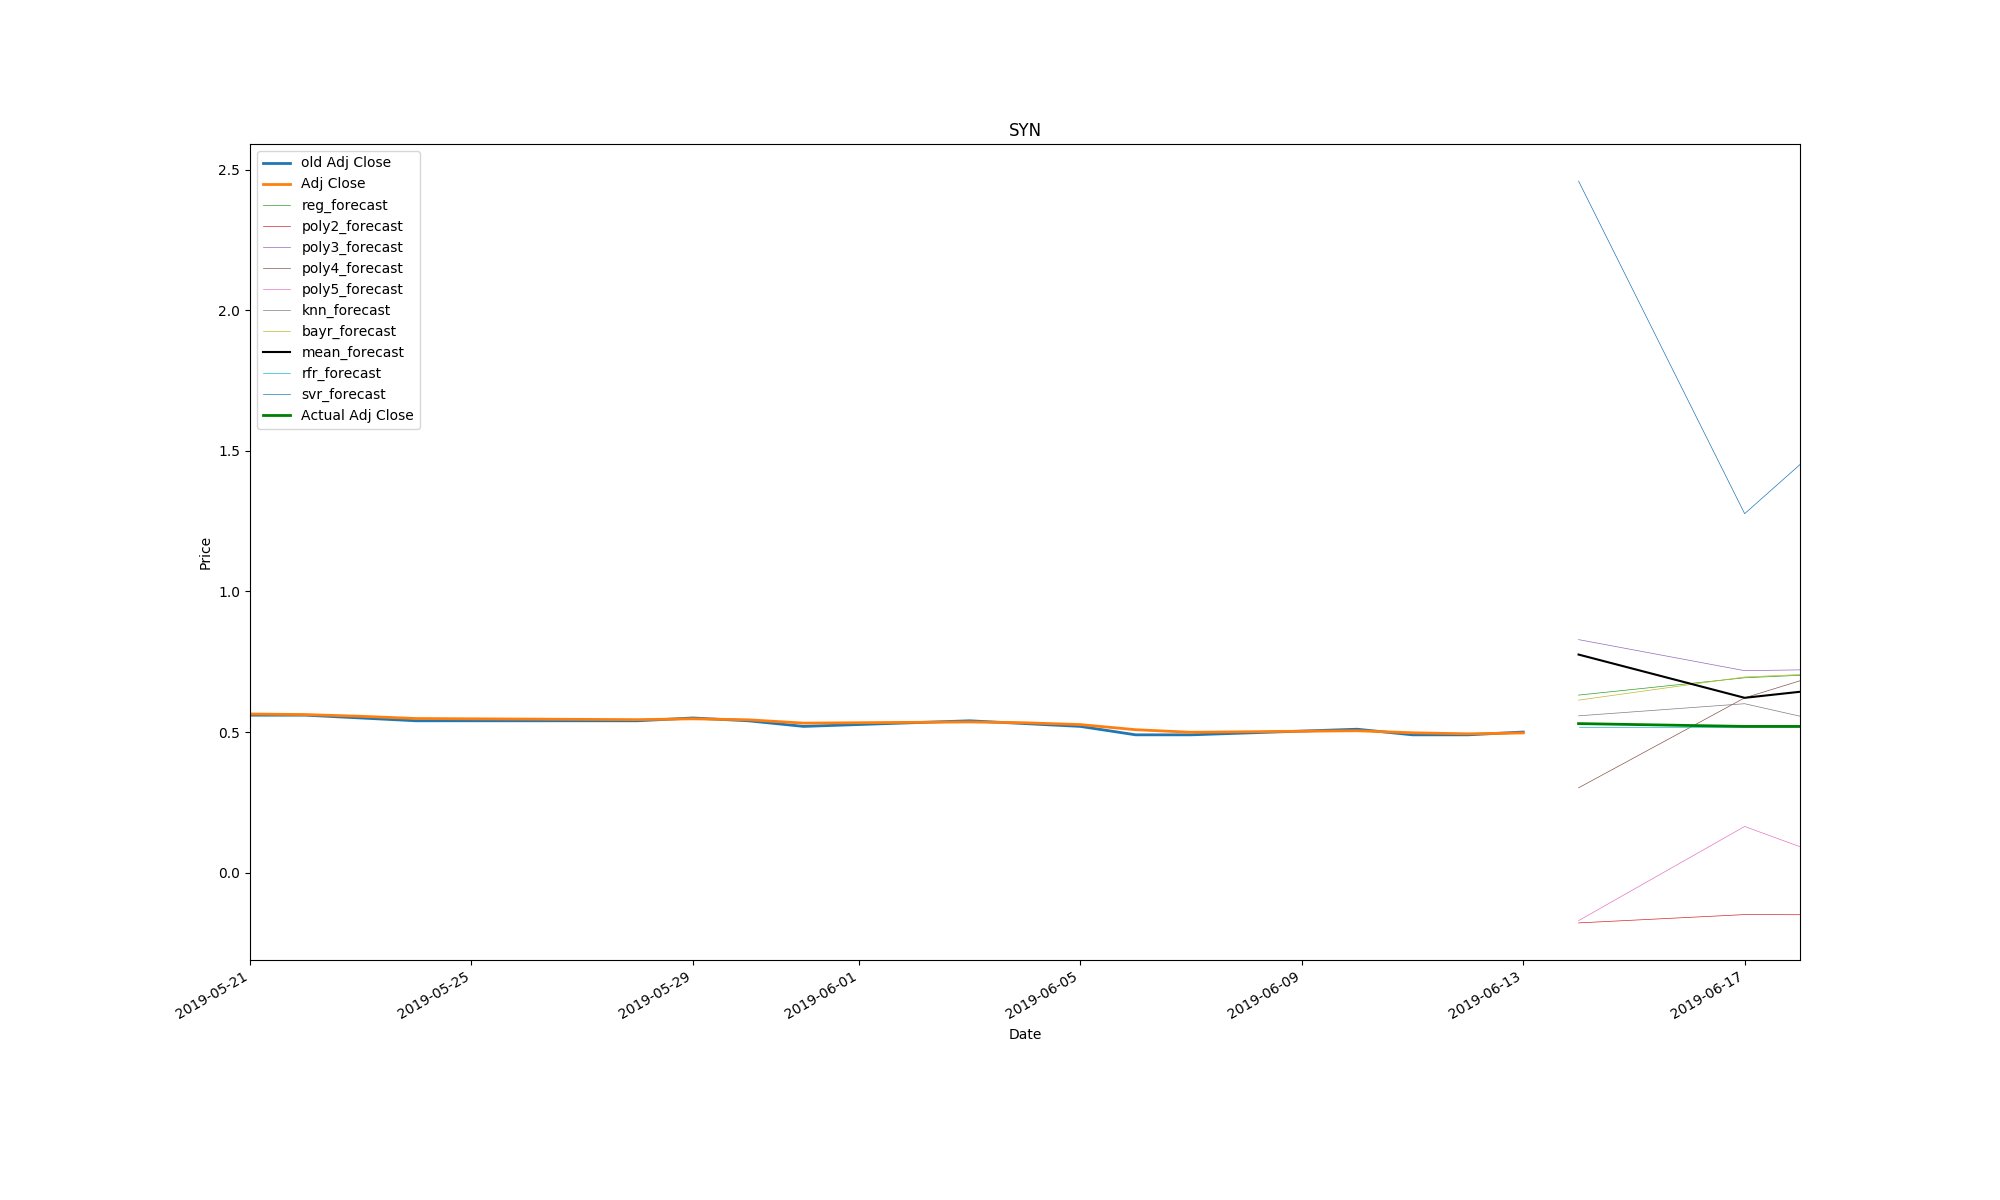 SYN
old Adj Close
Adj Close
reg_forecast
poly2_forecast
poly3_forecast
poly4_forecast
poly5_forecast
knn_forecast
bayr_forecast
mean_forecast
rfr_forecast
svr_forecast
Actual Adj Close
2.5
2.0
1.5
1.0
0.5
0.0
Price
2019-05-21
2019-05-25
2019-05-29
2019-06-01
2019-06-05
2019-06-09
2019-06-13
2019-06-17
Date